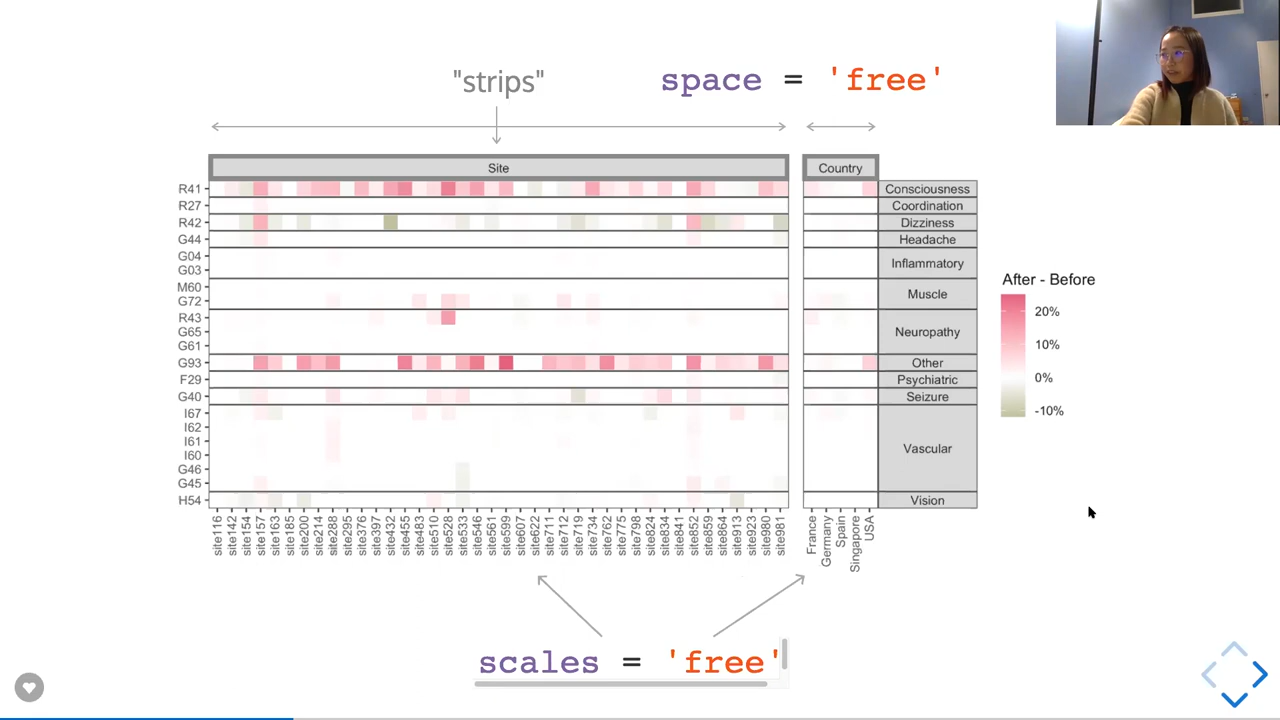 "strips"
space = 'free'
Site
Country
R41
Consciousness
R27
Coordination
R42
Dizziness
G44
Headache
G04
Inflammatory
G03
M60
Muscle
G72
R43
Neuropathy
G65
G61
G93
Other
F29
Psychiatric
G40
Seizure
I67
I62
I61
Vascular
I60
G46
G45
H54
Vision
After - Before
20%
10%
0%
-10%
site116
site142
site154
site157
site163
site185
site200
site214
site288
site295
site376
site397
site432
site455
site483
site510
site528
site533
site546
site561
site599
site607
site622
site711
site712
site719
site734
site762
site775
site798
site824
site834
site841
site852
site859
site864
site913
site923
site980
site981
France
Germany
Spain
Singapore
USA
scales = 'free'